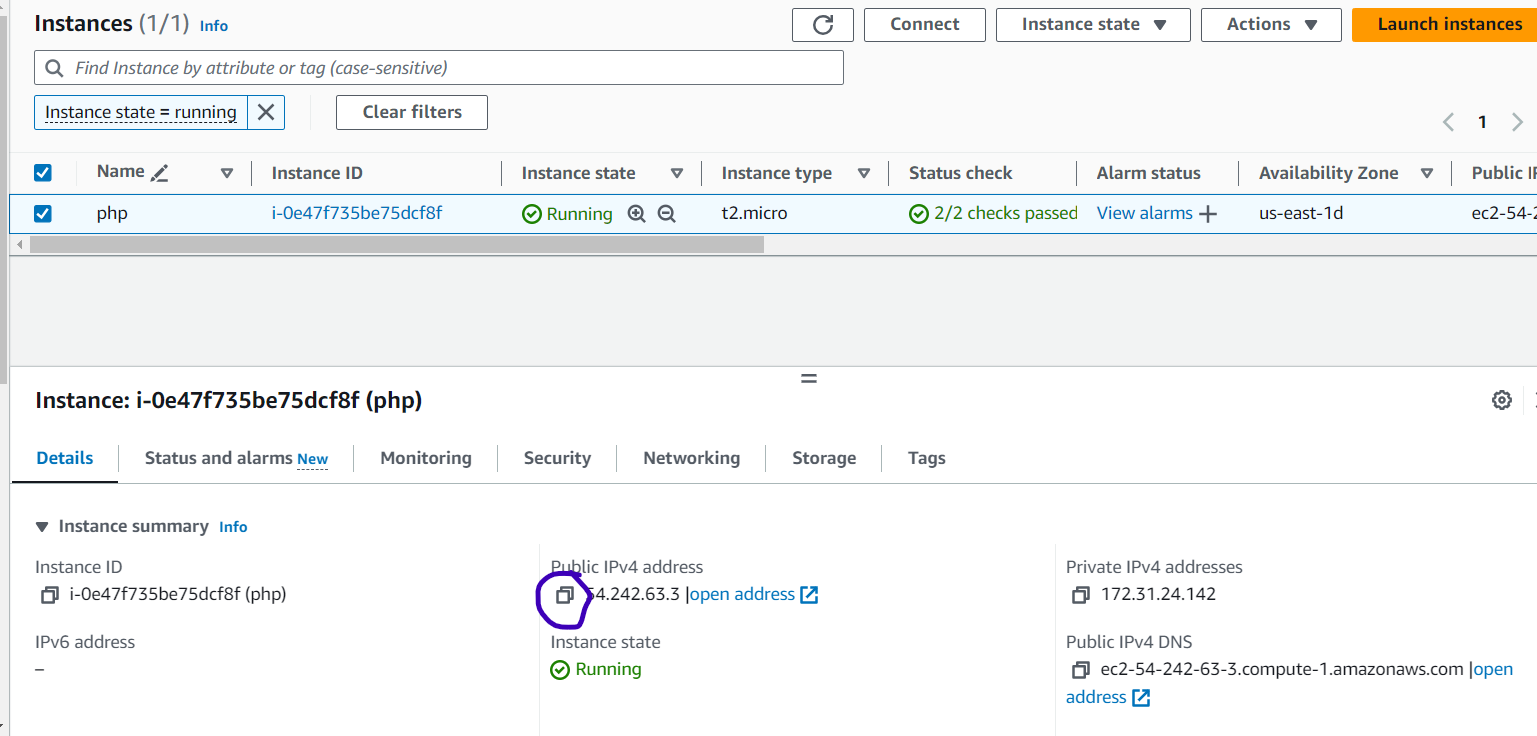 Instances (1/1) Info
Connect
Instance state
Actions
Launch instances
Find Instance by attribute or tag (case-sensitive)
Instance state = running
Clear filters
1
Name Instance ID Instance state Instance type Status check Alarm status Availability Zone Public
php i-0e47f735be75dcf8f Running t2.micro 2/2 checks passed View alarms us-east-1d ec2-54-
Instance: i-0e47f735be75dcf8f (php)
Details Status and alarms New Monitoring Security Networking Storage Tags
Instance summary Info
Instance ID
i-0e47f735be75dcf8f (php)
IPv6 address
–
Public IPv4 address
54.242.63.3 |open address
Instance state
Running
Private IPv4 addresses
172.31.24.142
Public IPv4 DNS
ec2-54-242-63-3.compute-1.amazonaws.com |open
address